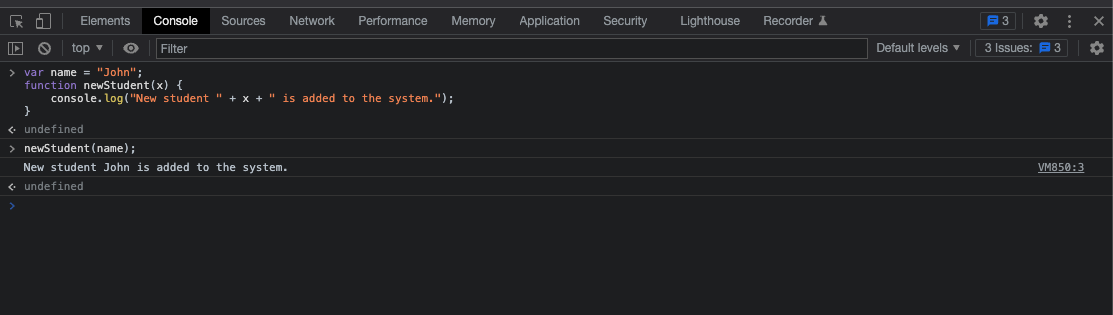 Elements Console Sources Network Performance Memory Application Security Lighthouse Recorder 3
top Filter Default levels 3 Issues: 3
var name = "John";
function newStudent(x) {
    console.log("New student " + x + " is added to the system.");
}
undefined
newStudent(name);
New student John is added to the system. VM850:3
undefined